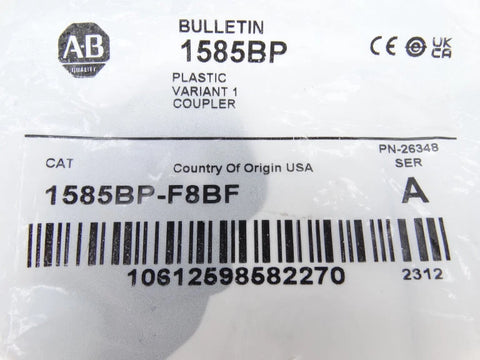 AB
QUALITY
BULLETIN
1585BP
PLASTIC
VARIANT 1
COUPLER
CE UK CA
PN-26348
CAT
Country Of Origin USA
SER
1585BP-F8BF
A
10612598582270
2312